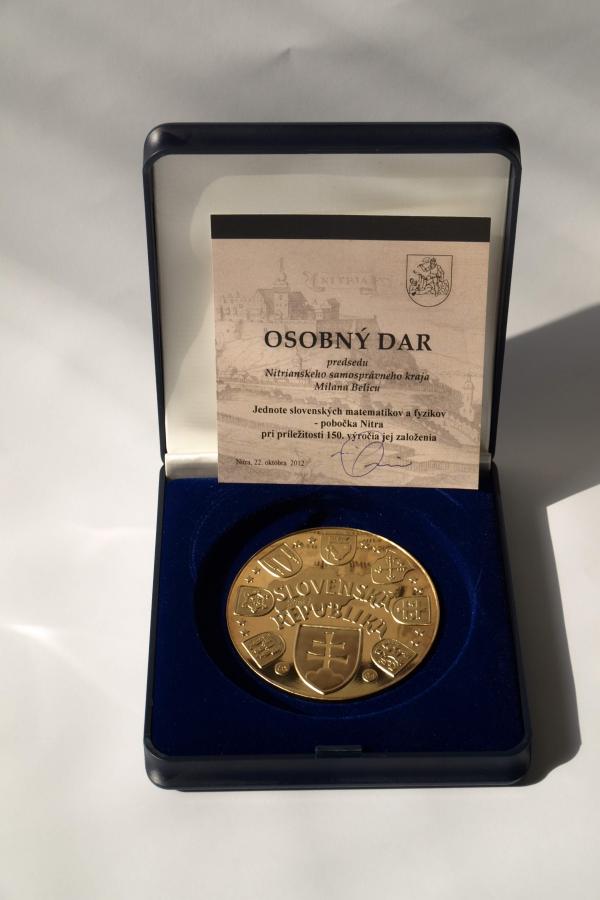 NITRIA
OSOBNÝ DAR
predsedu
Nitrianskeho samosprávneho kraja
Milana Belicu
Jednote slovenských matematikov a fyzikov
- pobočka Nitra
pri príležitosti 150. výročia jej založenia
Nitra, 22. októbra 2012
SLOVENSKÁ
REPUBLIKA